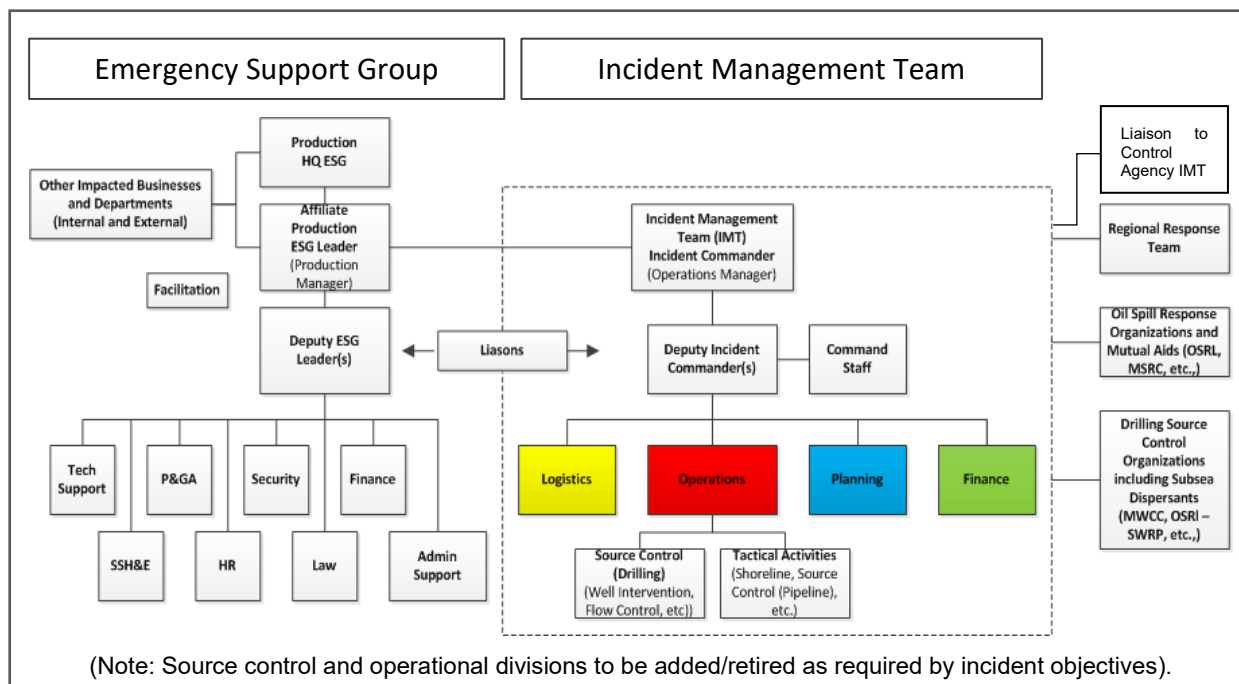 Emergency Support Group
Incident Management Team
Production
HQ ESG
Other Impacted Businesses
and Departments
(Internal and External)
Affiliate
Production
ESG Leader
(Production
Manager)
Facilitation
Deputy ESG
Leader(s)
Liasons
Tech
Support
P&GA
Security
Finance
SSH&E
HR
Law
Admin
Support
Incident Management
Team (IMT)
Incident Commander
(Operations Manager)
Deputy Incident
Commander(s)
Command
Staff
Logistics
Operations
Planning
Finance
Source Control
(Drilling)
(Well Intervention,
Flow Control, etc))
Tactical Activities
(Shoreline, Source
Control (Pipeline),
etc.)
Liaison to
Control
Agency IMT
Regional Response
Team
Oil Spill Response
Organizations and
Mutual Aids (OSRL,
MSRC, etc.,)
Drilling Source
Control
Organizations
including Subsea
Dispersants
(MWCC, OSRl –
SWRP, etc.,)
(Note: Source control and operational divisions to be added/retired as required by incident objectives).